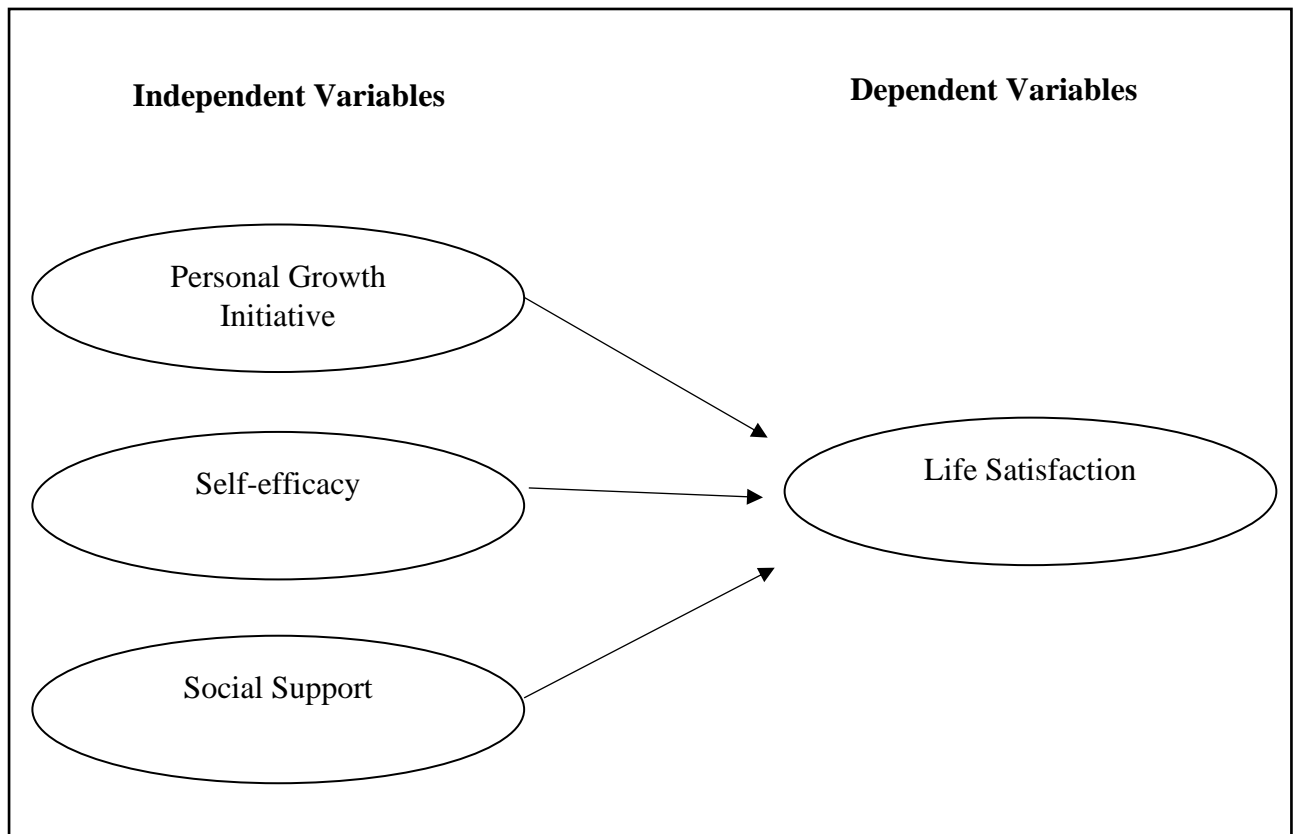 Independent Variables
Dependent Variables
Personal Growth
Initiative
Self-efficacy
Life Satisfaction
Social Support